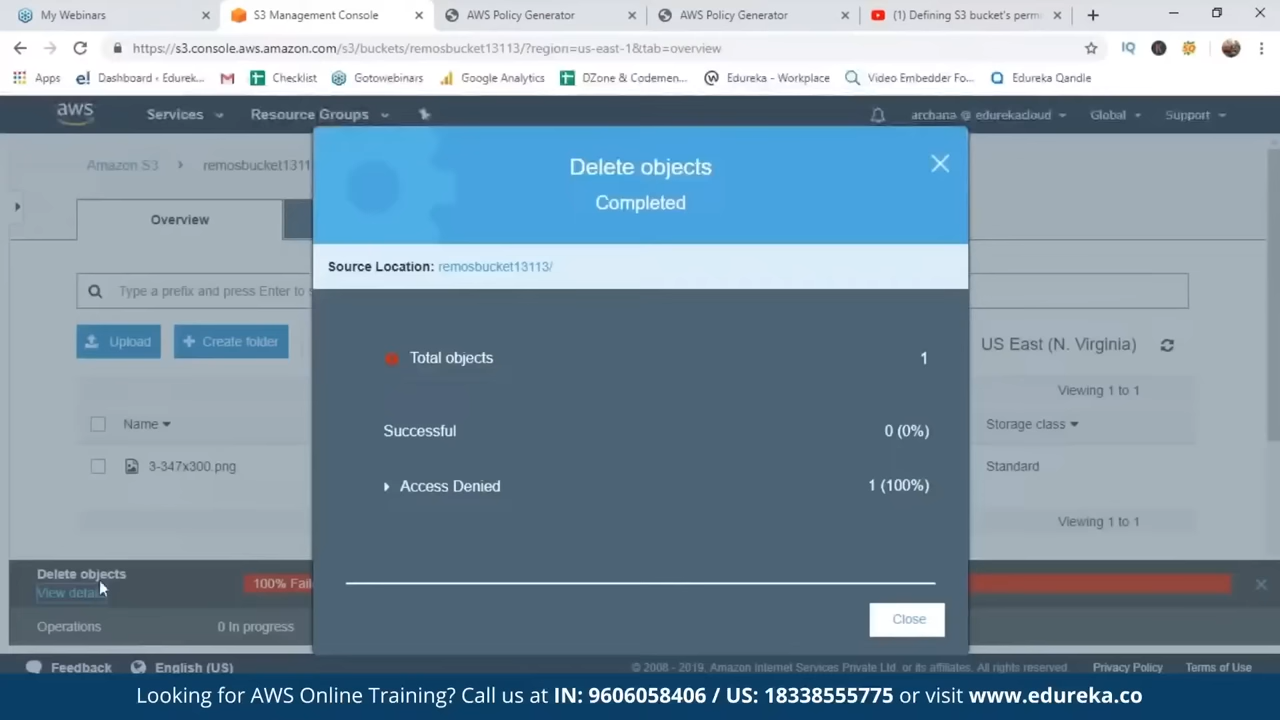 My Webinars
S3 Management Console
AWS Policy Generator
AWS Policy Generator
(1) Defining S3 bucket's perm
https://s3.console.aws.amazon.com/s3/buckets/remosbucket13113/?region=us-east-1&tab=overview
IQ
Apps
Dashboard ‹ Edurek...
Checklist
Gotowebinars
Google Analytics
DZone & Codemen...
Edureka - Workplace
Video Embedder Fo...
Edureka Qandle
aws
Services
Resource Groups
archana @ edurekacloud
Global
Support
Amazon S3
remosbucket1311
Overview
Delete objects
Completed
Source Location: remosbucket13113/
Type a prefix and press Enter to s
Upload
Create folder
US East (N. Virginia)
Total objects 1
Viewing 1 to 1
Name
Storage class
Successful 0 (0%)
3-347x300.png
Standard
Access Denied 1 (100%)
Viewing 1 to 1
Delete objects
View details
100% Fail
Operations
0 In progress
Close
Feedback
English (US)
© 2008 - 2019, Amazon Internet Services Private Ltd. or its affiliates. All rights reserved.
Privacy Policy
Terms of Use
Looking for AWS Online Training? Call us at IN: 9606058406 / US: 18338555775 or visit www.edureka.co